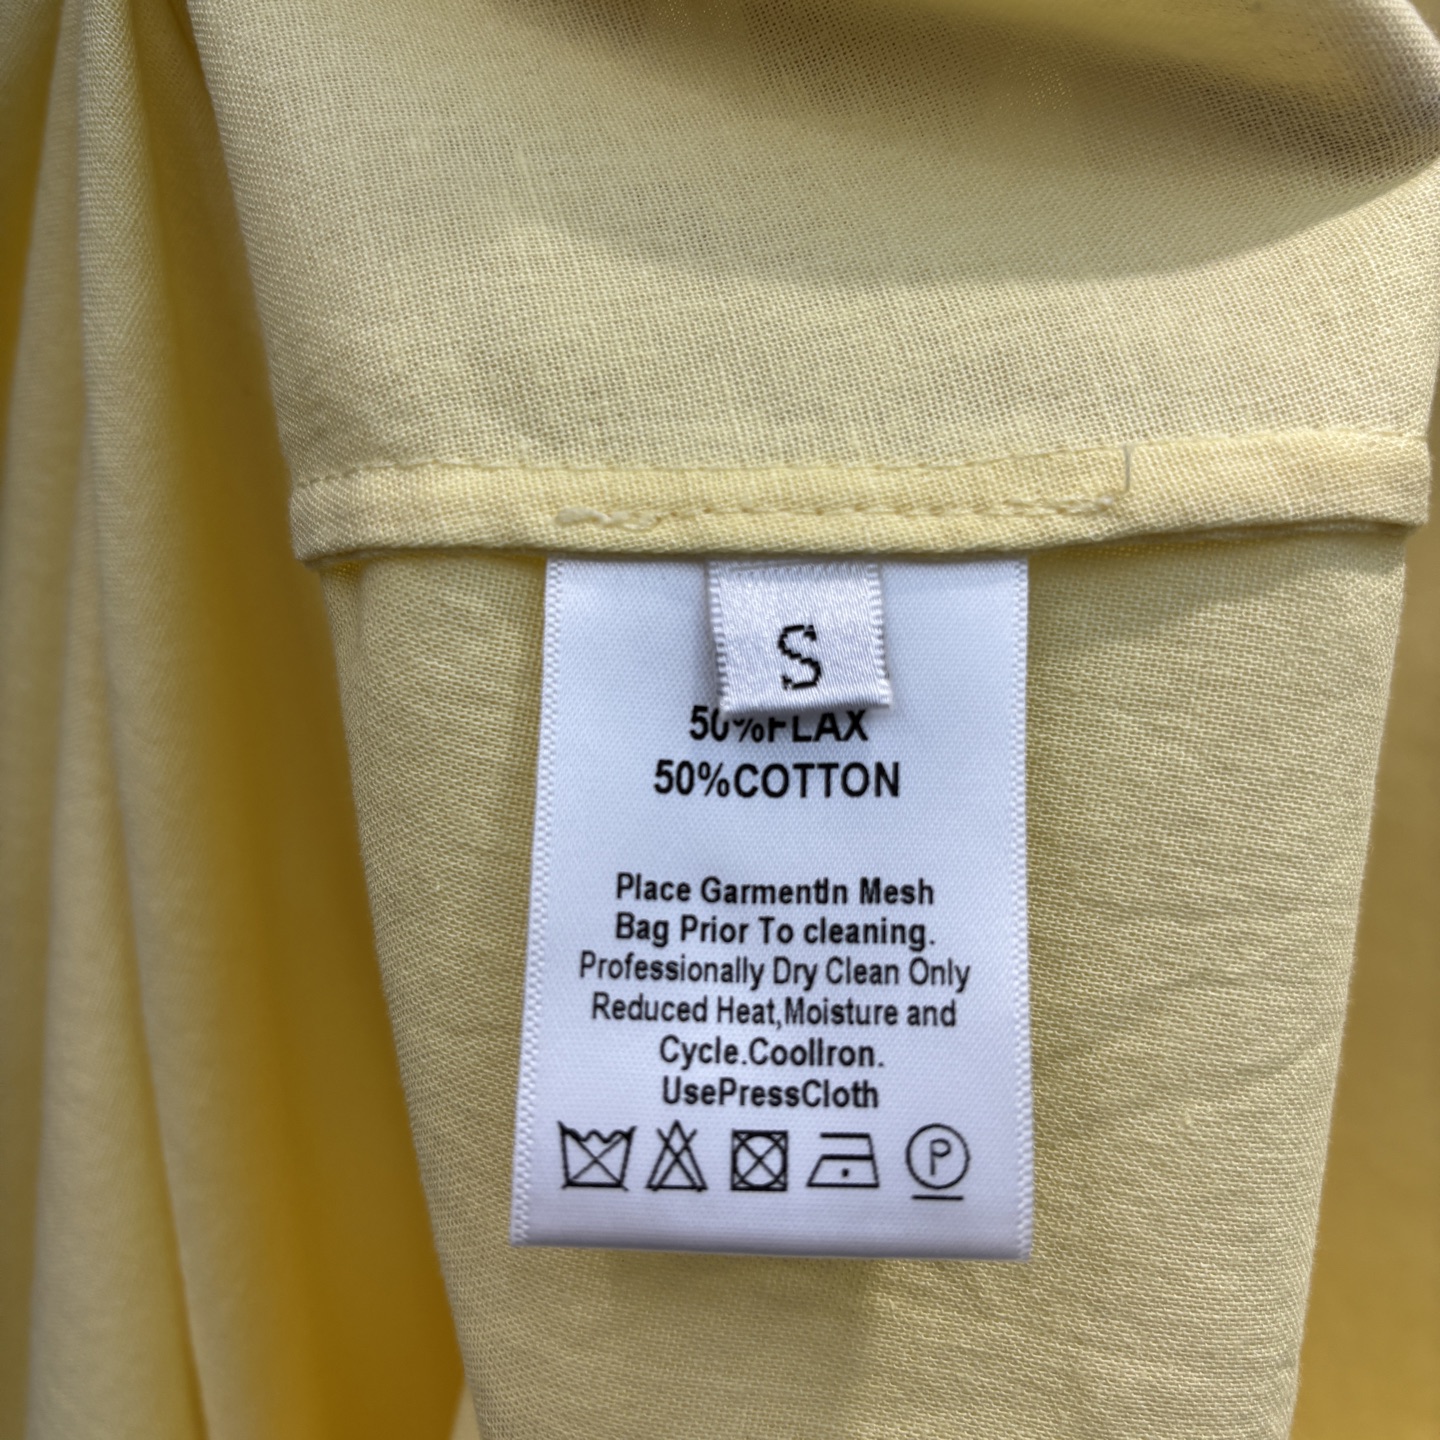 S
50%FLAX
50%COTTON
Place GarmentIn Mesh
Bag Prior To cleaning.
Professionally Dry Clean Only
Reduced Heat,Moisture and
Cycle.CoolIron.
UsePressCloth
P